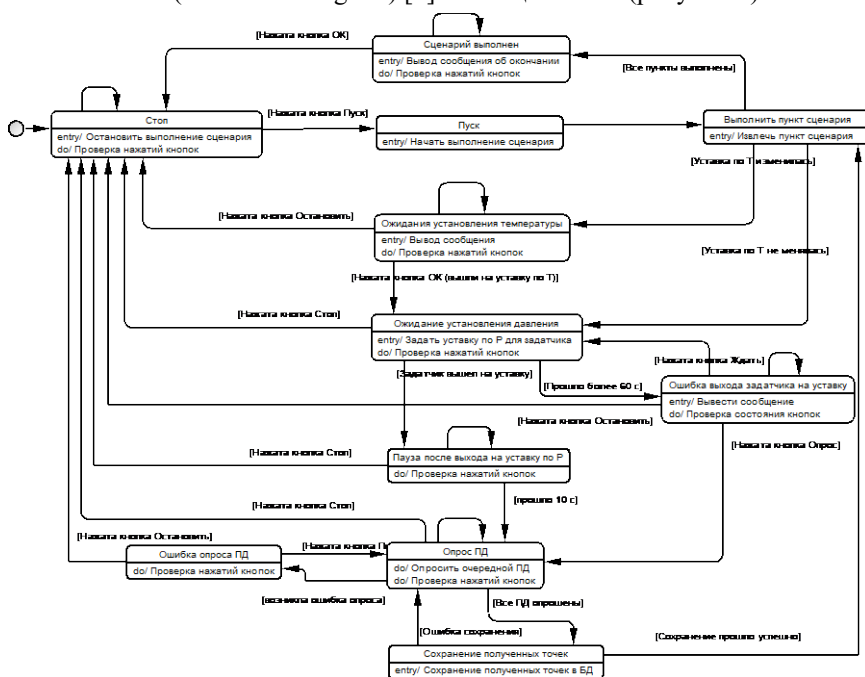 [Нажата кнопка ОК]
Сценарий выполнен
entry/ Вывод сообщения об окончании
do/ Проверка нажатий кнопок
[Все пункты выполнены]
Стоп
entry/ Остановить выполнение сценария
do/ Проверка нажатий кнопок
[Нажата кнопка Пуск]
Пуск
entry/ Начать выполнение сценария
Выполнить пункт сценария
entry/ Извлечь пункт сценария
[Уставка по Т изменилась]
[Нажата кнопка Остановить]
Ожидания установления температуры
entry/ Вывод сообщения
do/ Проверка нажатий кнопок
[Уставка по Т не менялась]
[Нажата кнопка ОК (вышли на уставку по Т)]
[Нажата кнопка Стоп]
Ожидание установления давления
entry/ Задать уставку по Р для задатчика
do/ Проверка нажатий кнопок
[Нажата кнопка Ждать]
[Задатчик вышел на уставку]
[Прошло более 60 с]
Ошибка выхода задатчика на уставку
entry/ Вывести сообщение
do/ Проверка состояния кнопок
[Нажата кнопка Остановить]
[Нажата кнопка Опрос]
[Нажата кнопка Стоп]
Пауза после выхода на уставку по Р
do/ Проверка нажатий кнопок
[прошло 10 с]
[Нажата кнопка Стоп]
[Нажата кнопка Остановить]
[Нажата кнопка
Ошибка опроса ПД
do/ Проверка нажатий кнопок
Опрос ПД
do/ Опросить очередной ПД
do/ Проверка нажатий кнопок
[возникла ошибка опроса]
[Все ПД опрошены]
[Ошибка сохранения]
[Сохранение прошло успешно]
Сохранение полученных точек
entry/ Сохранение полученных точек в БД